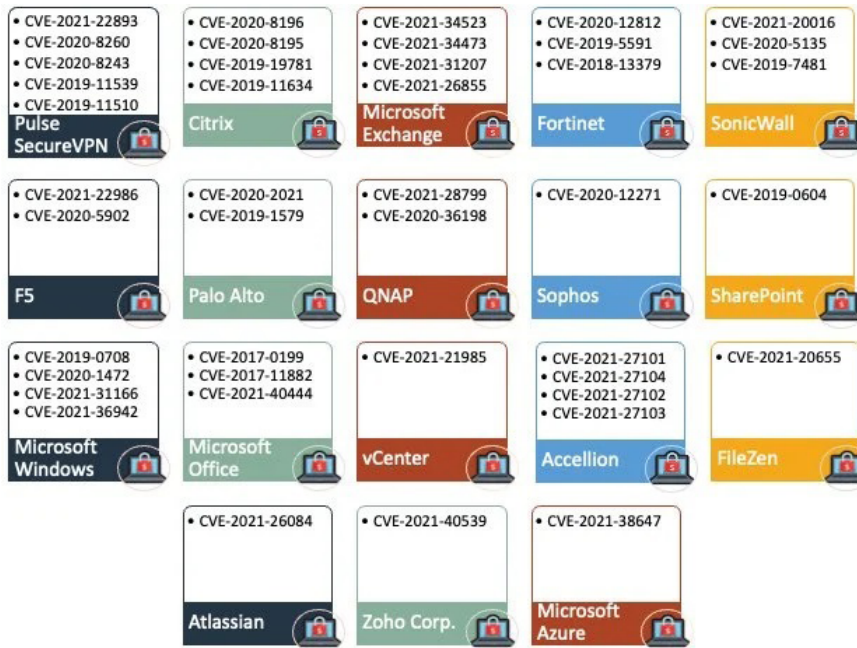 • CVE-2021-22893
• CVE-2020-8260
• CVE-2020-8243
• CVE-2019-11539
• CVE-2019-11510
Pulse
SecureVPN
• CVE-2020-8196
• CVE-2020-8195
• CVE-2019-19781
• CVE-2019-11634
Citrix
• CVE-2021-34523
• CVE-2021-34473
• CVE-2021-31207
• CVE-2021-26855
Microsoft
Exchange
• CVE-2020-12812
• CVE-2019-5591
• CVE-2018-13379
Fortinet
• CVE-2021-20016
• CVE-2020-5135
• CVE-2019-7481
SonicWall
• CVE-2021-22986
• CVE-2020-5902
F5
• CVE-2020-2021
• CVE-2019-1579
Palo Alto
• CVE-2021-28799
• CVE-2020-36198
QNAP
• CVE-2020-12271
Sophos
• CVE-2019-0604
SharePoint
• CVE-2019-0708
• CVE-2020-1472
• CVE-2021-31166
• CVE-2021-36942
Microsoft
Windows
• CVE-2017-0199
• CVE-2017-11882
• CVE-2021-40444
Microsoft
Office
• CVE-2021-21985
vCenter
• CVE-2021-27101
• CVE-2021-27104
• CVE-2021-27102
• CVE-2021-27103
Accellion
• CVE-2021-20655
FileZen
• CVE-2021-26084
Atlassian
• CVE-2021-40539
Zoho Corp.
• CVE-2021-38647
Microsoft
Azure